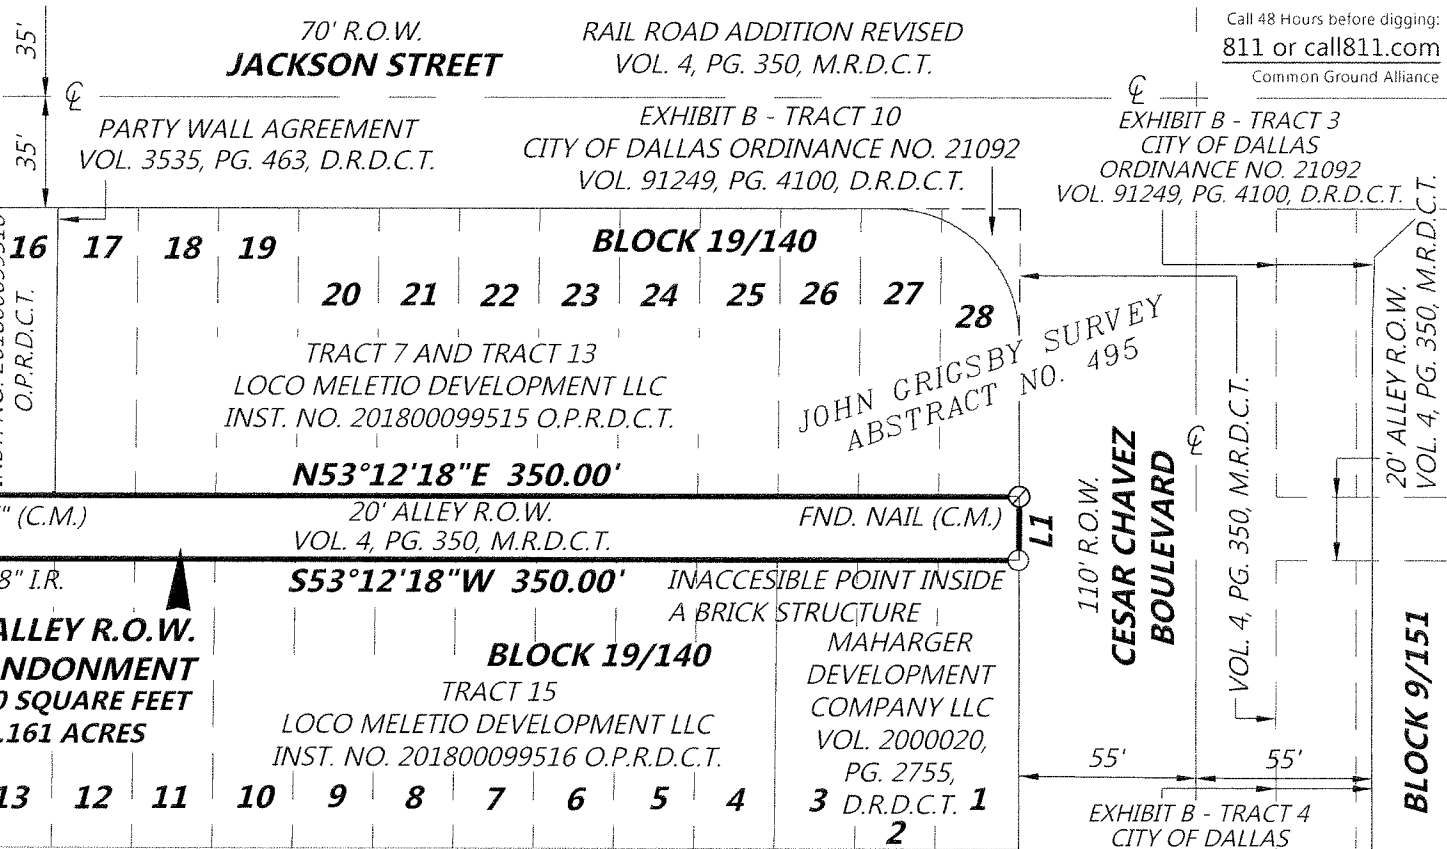 35'
70' R.O.W.
JACKSON STREET
RAIL ROAD ADDITION REVISED
VOL. 4, PG. 350, M.R.D.C.T.
Call 48 Hours before digging:
811 or call811.com
Common Ground Alliance
35'
PARTY WALL AGREEMENT
VOL. 3535, PG. 463, D.R.D.C.T.
EXHIBIT B - TRACT 10
CITY OF DALLAS ORDINANCE NO. 21092
VOL. 91249, PG. 4100, D.R.D.C.T.
EXHIBIT B - TRACT 3
CITY OF DALLAS
ORDINANCE NO. 21092
VOL. 91249, PG. 4100, D.R.D.C.T.
16 17 18 19
BLOCK 19/140
20 21 22 23 24 25 26 27 28
O.P.R.D.C.T.
TRACT 7 AND TRACT 13
LOCO MELETIO DEVELOPMENT LLC
INST. NO. 201800099515 O.P.R.D.C.T.
JOHN GRIGSBY SURVEY
ABSTRACT NO. 495
N53°12'18"E 350.00'
" (C.M.)
20' ALLEY R.O.W.
VOL. 4, PG. 350, M.R.D.C.T.
FND. NAIL (C.M.)
L1
110' R.O.W.
CESAR CHAVEZ
BOULEVARD
VOL. 4, PG. 350, M.R.D.C.T.
20' ALLEY R.O.W.
VOL. 4, PG. 350, M.R.D.C.T.
8" I.R.
S53°12'18"W 350.00'
INACCESIBLE POINT INSIDE
A BRICK STRUCTURE
ALLEY R.O.W.
NDONMENT
0 SQUARE FEET
.161 ACRES
BLOCK 19/140
TRACT 15
LOCO MELETIO DEVELOPMENT LLC
INST. NO. 201800099516 O.P.R.D.C.T.
MAHARGER
DEVELOPMENT
COMPANY LLC
VOL. 2000020,
PG. 2755,
D.R.D.C.T.
13 12 11 10 9 8 7 6 5 4 3 2 1
55' 55'
BLOCK 9/151
EXHIBIT B - TRACT 4
CITY OF DALLAS